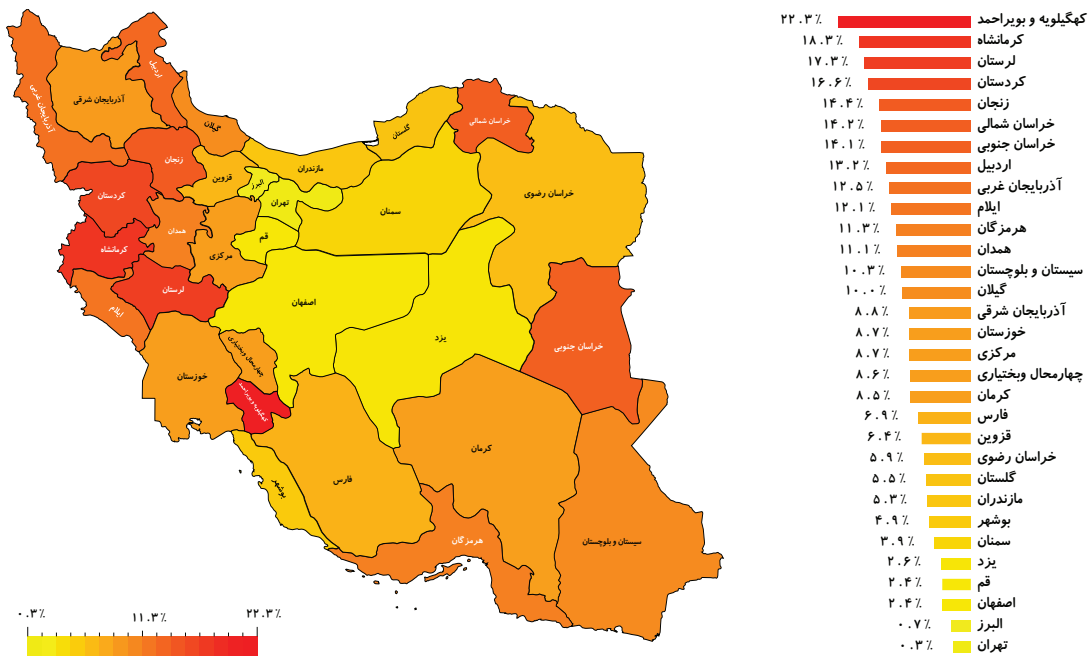 کهگیلویه و بویراحمد ۲۲.۳٪
کرمانشاه ۱۸.۳٪
لرستان ۱۷.۳٪
کردستان ۱۶.۶٪
زنجان ۱۴.۴٪
خراسان شمالی ۱۴.۲٪
خراسان جنوبی ۱۴.۱٪
اردبیل ۱۳.۲٪
آذربایجان غربی ۱۲.۵٪
ایلام ۱۲.۱٪
هرمزگان ۱۱.۳٪
همدان ۱۱.۱٪
سیستان و بلوچستان ۱۰.۳٪
گیلان ۱۰.۰٪
آذربایجان شرقی ۸.۸٪
خوزستان ۸.۷٪
مرکزی ۸.۷٪
چهارمحال وبختیاری ۸.۶٪
کرمان ۸.۵٪
فارس ۶.۹٪
قزوین ۶.۴٪
خراسان رضوی ۵.۹٪
گلستان ۵.۵٪
مازندران ۵.۳٪
بوشهر ۴.۹٪
سمنان ۳.۹٪
یزد ۲.۶٪
قم ۲.۴٪
اصفهان ۲.۴٪
البرز ۰.۷٪
تهران ۰.۳٪
اردبیل
آذربایجان شرقی
آذربایجان غربی
گیلان
خراسان شمالی
گلستان
زنجان
مازندران
قزوین
البرز
خراسان رضوی
کردستان
تهران
سمنان
همدان
قم
کرمانشاه
مرکزی
لرستان
اصفهان
ایلام
یزد
چهارمحال وبختیاری
خراسان جنوبی
خوزستان
کهگیلویه و بویراحمد
کرمان
فارس
بوشهر
هرمزگان
سیستان و بلوچستان
۰.۳٪
۱۱.۳٪
۲۲.۳٪